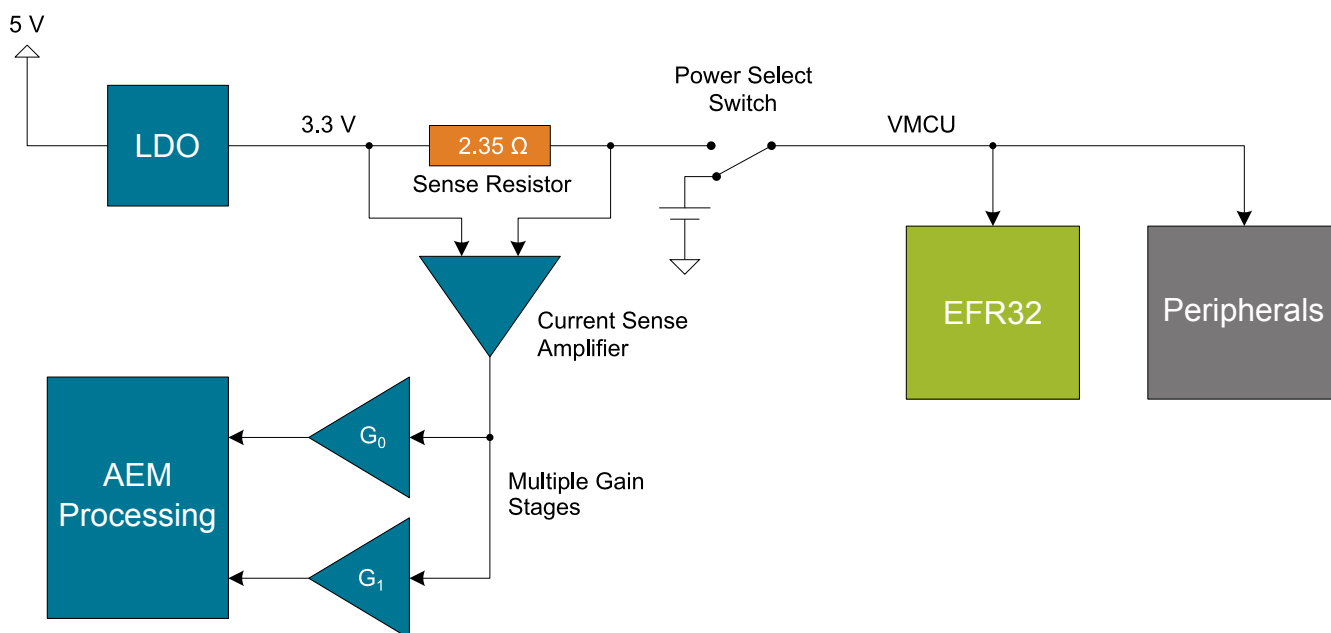 5 V
LDO
3.3 V
2.35 Ω
Sense Resistor
Power Select
Switch
VMCU
EFR32
Peripherals
Current Sense
Amplifier
AEM
Processing
G₀
G₁
Multiple Gain
Stages